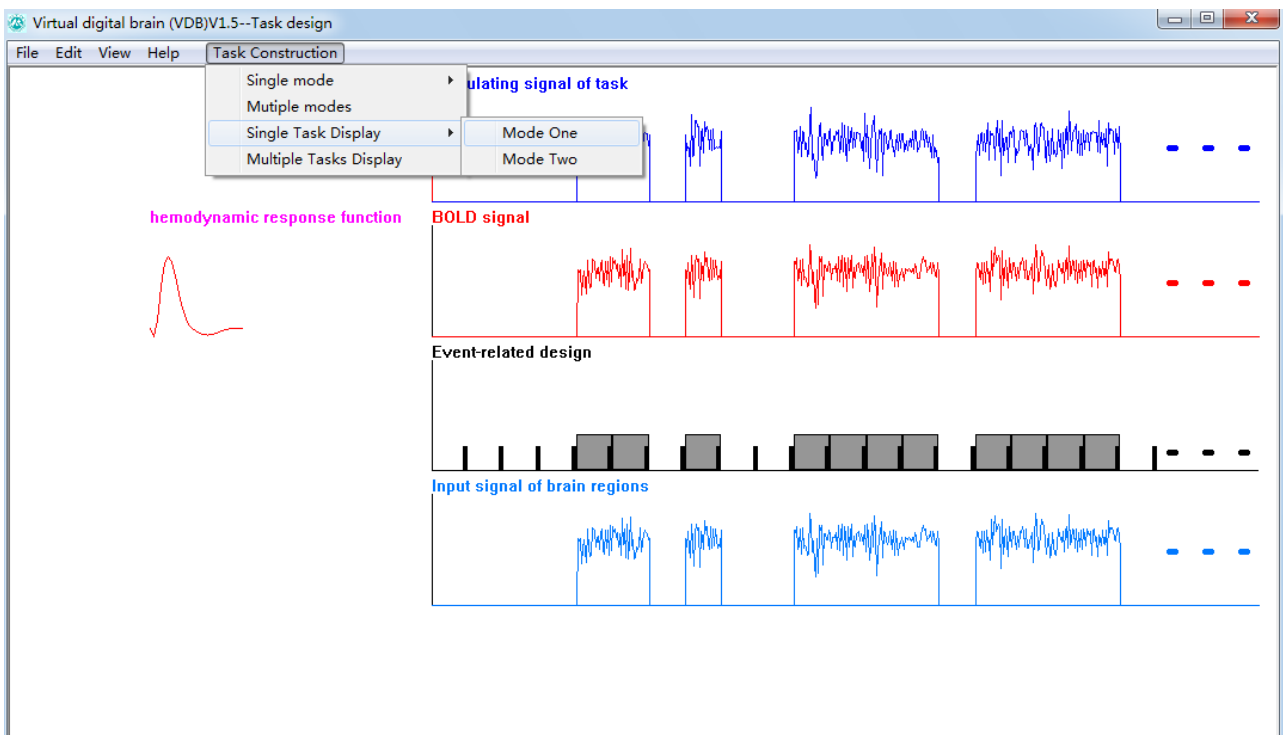 Virtual digital brain (VDB)V1.5--Task design
File Edit View Help Task Construction
Single mode
Mutiple modes
Single Task Display
Multiple Tasks Display
Mode One
Mode Two
signal of task
hemodynamic response function
BOLD signal
Event-related design
Input signal of brain regions